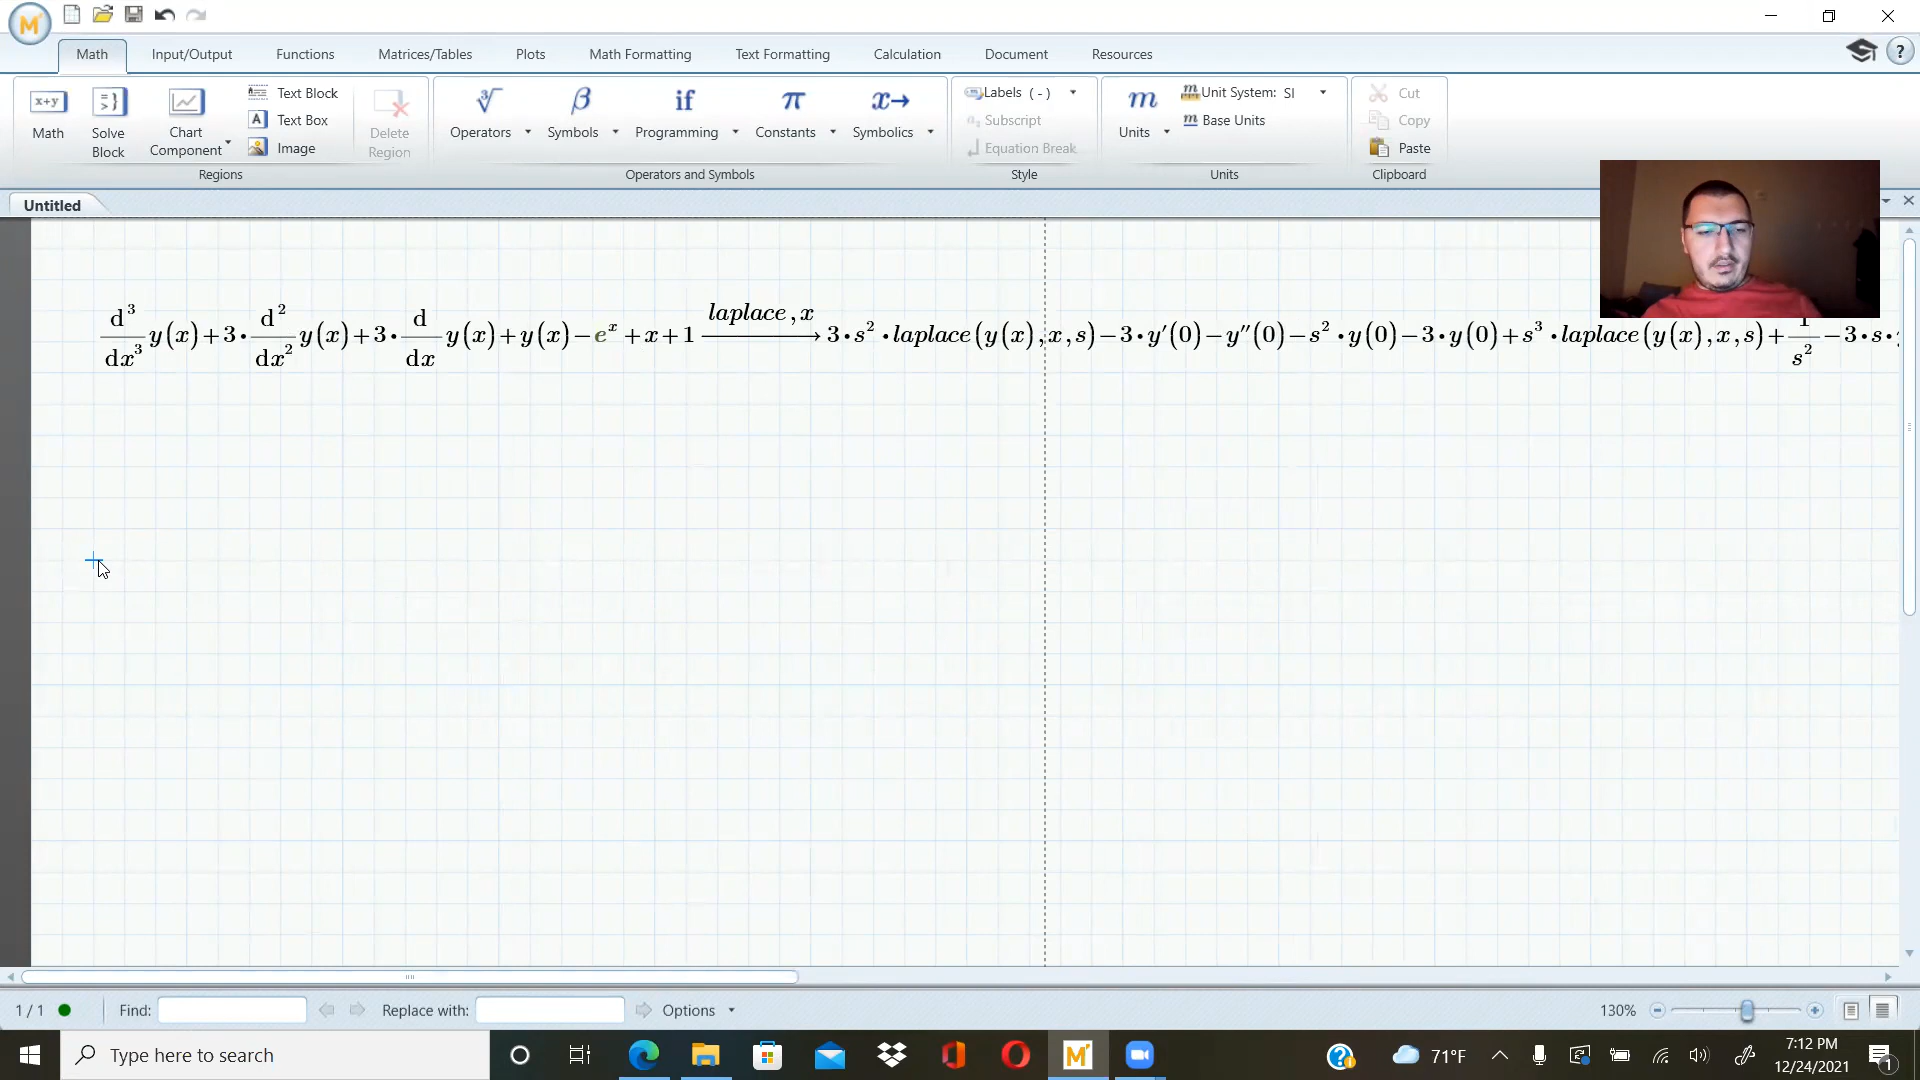 Math Input/Output Functions Matrices/Tables Plots Math Formatting Text Formatting Calculation Document Resources
Math
Solve Block
Chart Component
Text Block
Text Box
Image
Delete Region
Operators
Symbols
Programming
Constants
Symbolics
Labels ( - )
Subscript
Equation Break
Units
Unit System: SI
Base Units
Cut
Copy
Paste
Regions Operators and Symbols Style Units Clipboard
Untitled
d³/dx³ y(x)+3·d²/dx² y(x)+3·d/dx y(x)+y(x)−eˣ+x+1 laplace,x → 3·s²·laplace(y(x),x,s)−3·y′(0)−y′′(0)−s²·y(0)−3·y(0)+s³·laplace(y(x),x,s)+1/s²−3·s·
1 / 1 Find: Replace with: Options 130%
Type here to search
71°F
7:12 PM
12/24/2021
1